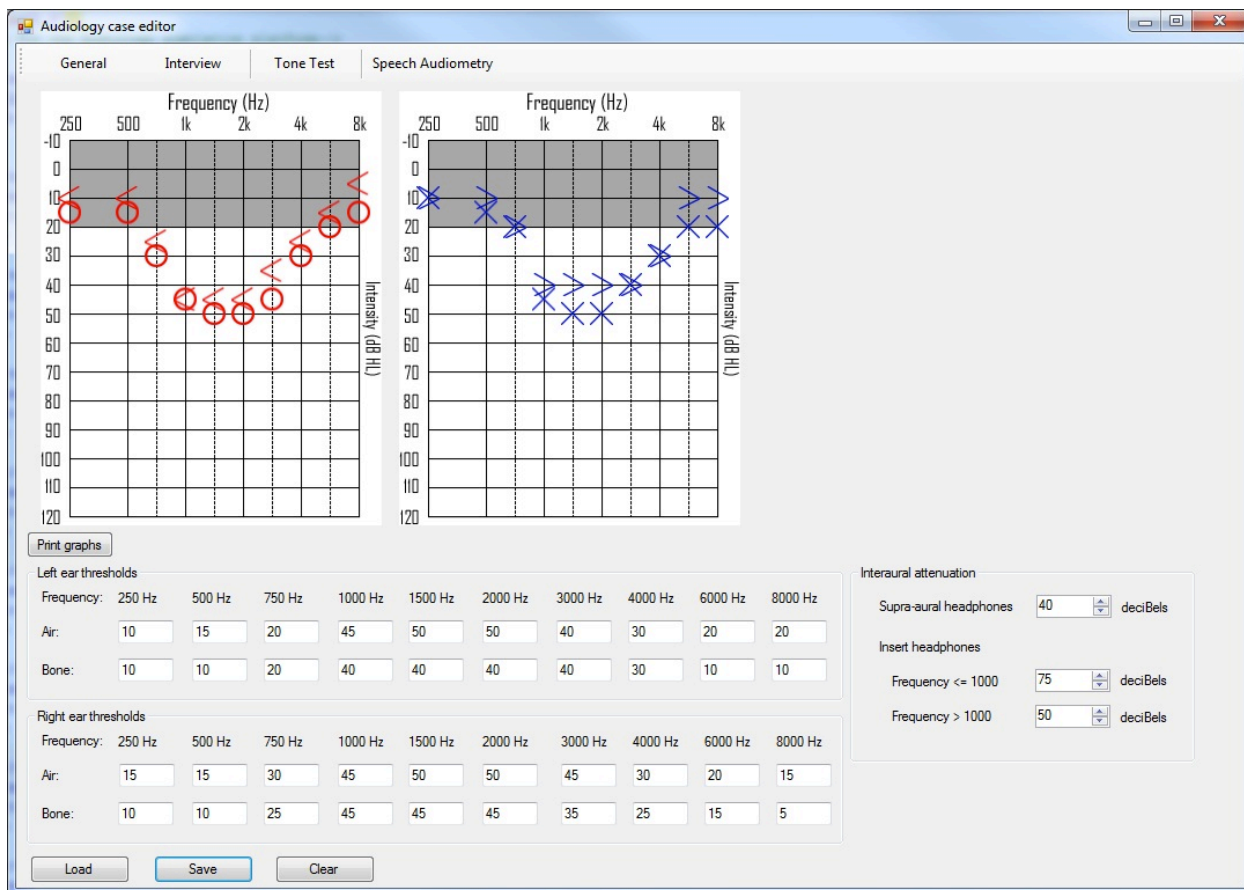 Audiology case editor
General Interview Tone Test Speech Audiometry
Frequency (Hz)
250 500 1k 2k 4k 8k
-10
0
10
20
30
40
50
60
70
80
90
100
110
120
Intensity (dB HL)
Frequency (Hz)
250 500 1k 2k 4k 8k
-10
0
10
20
30
40
50
60
70
80
90
100
110
120
Intensity (dB HL)
Print graphs
Left ear thresholds
Frequency: 250 Hz 500 Hz 750 Hz 1000 Hz 1500 Hz 2000 Hz 3000 Hz 4000 Hz 6000 Hz 8000 Hz
Air: 10 15 20 45 50 50 40 30 20 20
Bone: 10 10 20 40 40 40 40 30 10 10
Right ear thresholds
Frequency: 250 Hz 500 Hz 750 Hz 1000 Hz 1500 Hz 2000 Hz 3000 Hz 4000 Hz 6000 Hz 8000 Hz
Air: 15 15 30 45 50 50 45 30 20 15
Bone: 10 10 25 45 45 45 35 25 15 5
Interaural attenuation
Supra-aural headphones 40 deciBels
Insert headphones
Frequency <= 1000 75 deciBels
Frequency > 1000 50 deciBels
Load Save Clear